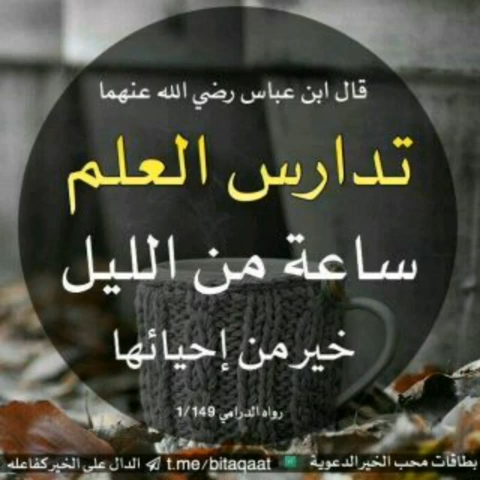 قال ابن عباس رضي الله عنهما
تدارس العلم
ساعة من الليل
خير من إحيائها
رواه الدرامي 1/149
بطاقات محب الخير الدعوية t.me/bitaqaat الدال على الخير كفاعله